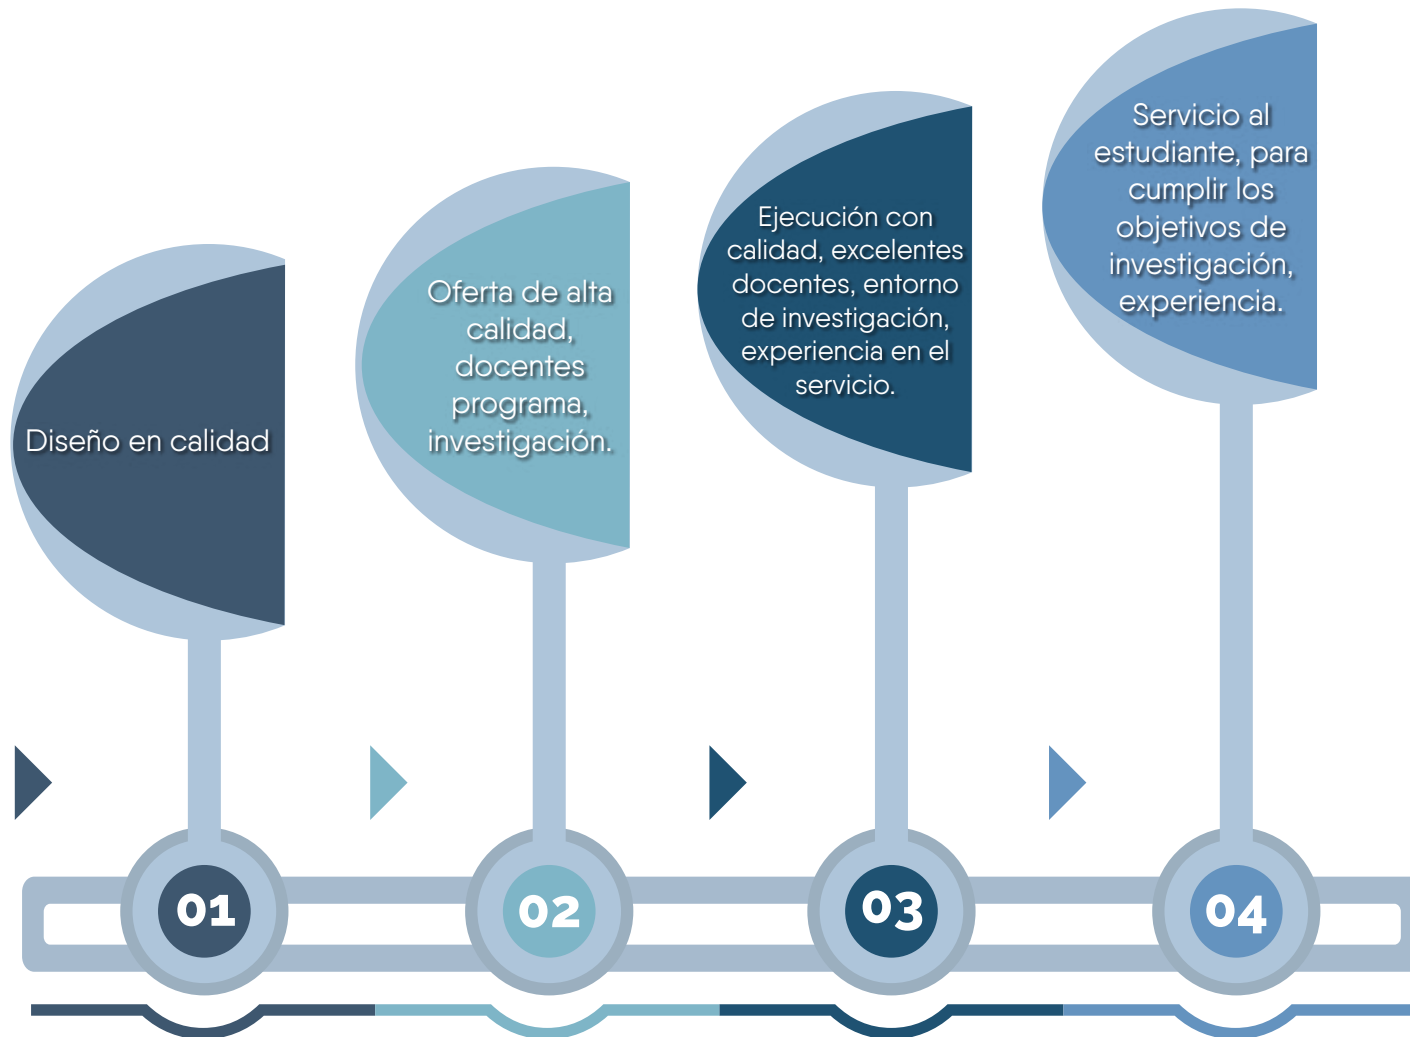 Diseño en calidad
01
Oferta de alta
calidad,
docentes
programa,
investigación.
02
Ejecución con
calidad, excelentes
docentes, entorno
de investigación,
experiencia en el
servicio.
03
Servicio al
estudiante, para
cumplir los
objetivos de
investigación,
experiencia.
04